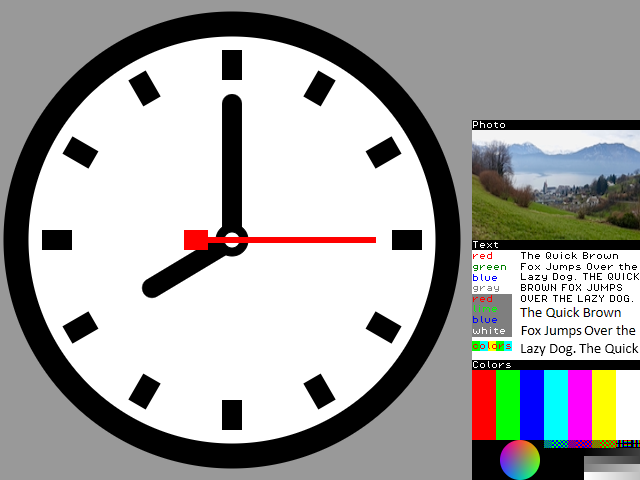 Photo
Text
red The Quick Brown
green Fox Jumps Over the
blue Lazy Dog. THE QUICK
gray BROWN FOX JUMPS
red OVER THE LAZY DOG.
lime The Quick Brown
blue
white Fox Jumps Over the
colors Lazy Dog. The Quick
Colors